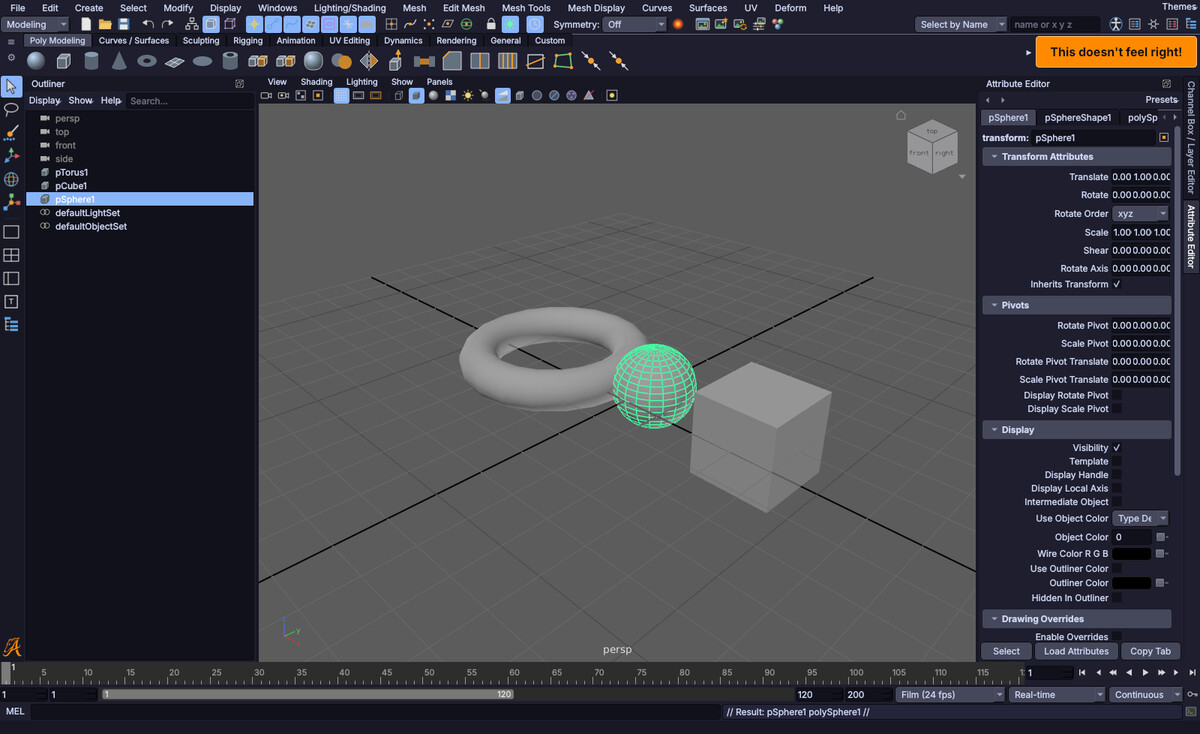 File Edit Create Select Modify Display Windows Lighting/Shading Mesh Edit Mesh Mesh Tools Mesh Display Curves Surfaces UV Deform Help Themes
Modeling Symmetry: Off Select by Name name or x y z
Poly Modeling Curves / Surfaces Sculpting Rigging Animation UV Editing Dynamics Rendering General Custom
This doesn't feel right!
Outliner
Display Show Help Search...
persp
top
front
side
pTorus1
pCube1
pSphere1
defaultLightSet
defaultObjectSet
View Shading Lighting Show Panels
top
front right
persp
Z
Y
Attribute Editor
Presets
pSphere1 pSphereShape1 polySp
transform: pSphere1
Transform Attributes
Translate 0.00 1.00 0.00
Rotate 0.00 0.00 0.00
Rotate Order xyz
Scale 1.00 1.00 1.00
Shear 0.00 0.00 0.00
Rotate Axis 0.00 0.00 0.00
Inherits Transform
Pivots
Rotate Pivot 0.00 0.00 0.00
Scale Pivot 0.00 0.00 0.00
Rotate Pivot Translate 0.00 0.00 0.00
Scale Pivot Translate 0.00 0.00 0.00
Display Rotate Pivot
Display Scale Pivot
Display
Visibility
Template
Display Handle
Display Local Axis
Intermediate Object
Use Object Color Type De
Object Color 0
Wire Color R G B
Use Outliner Color
Outliner Color
Hidden In Outliner
Drawing Overrides
Enable Overrides
Select Load Attributes Copy Tab
Channel Box / Layer Editor
Attribute Editor
1 5 10 15 20 25 30 35 40 45 50 55 60 65 70 75 80 85 90 95 100 105 110 115 1
1 1 1 120 120 200 Film (24 fps) Real-time Continuous
MEL // Result: pSphere1 polySphere1 //